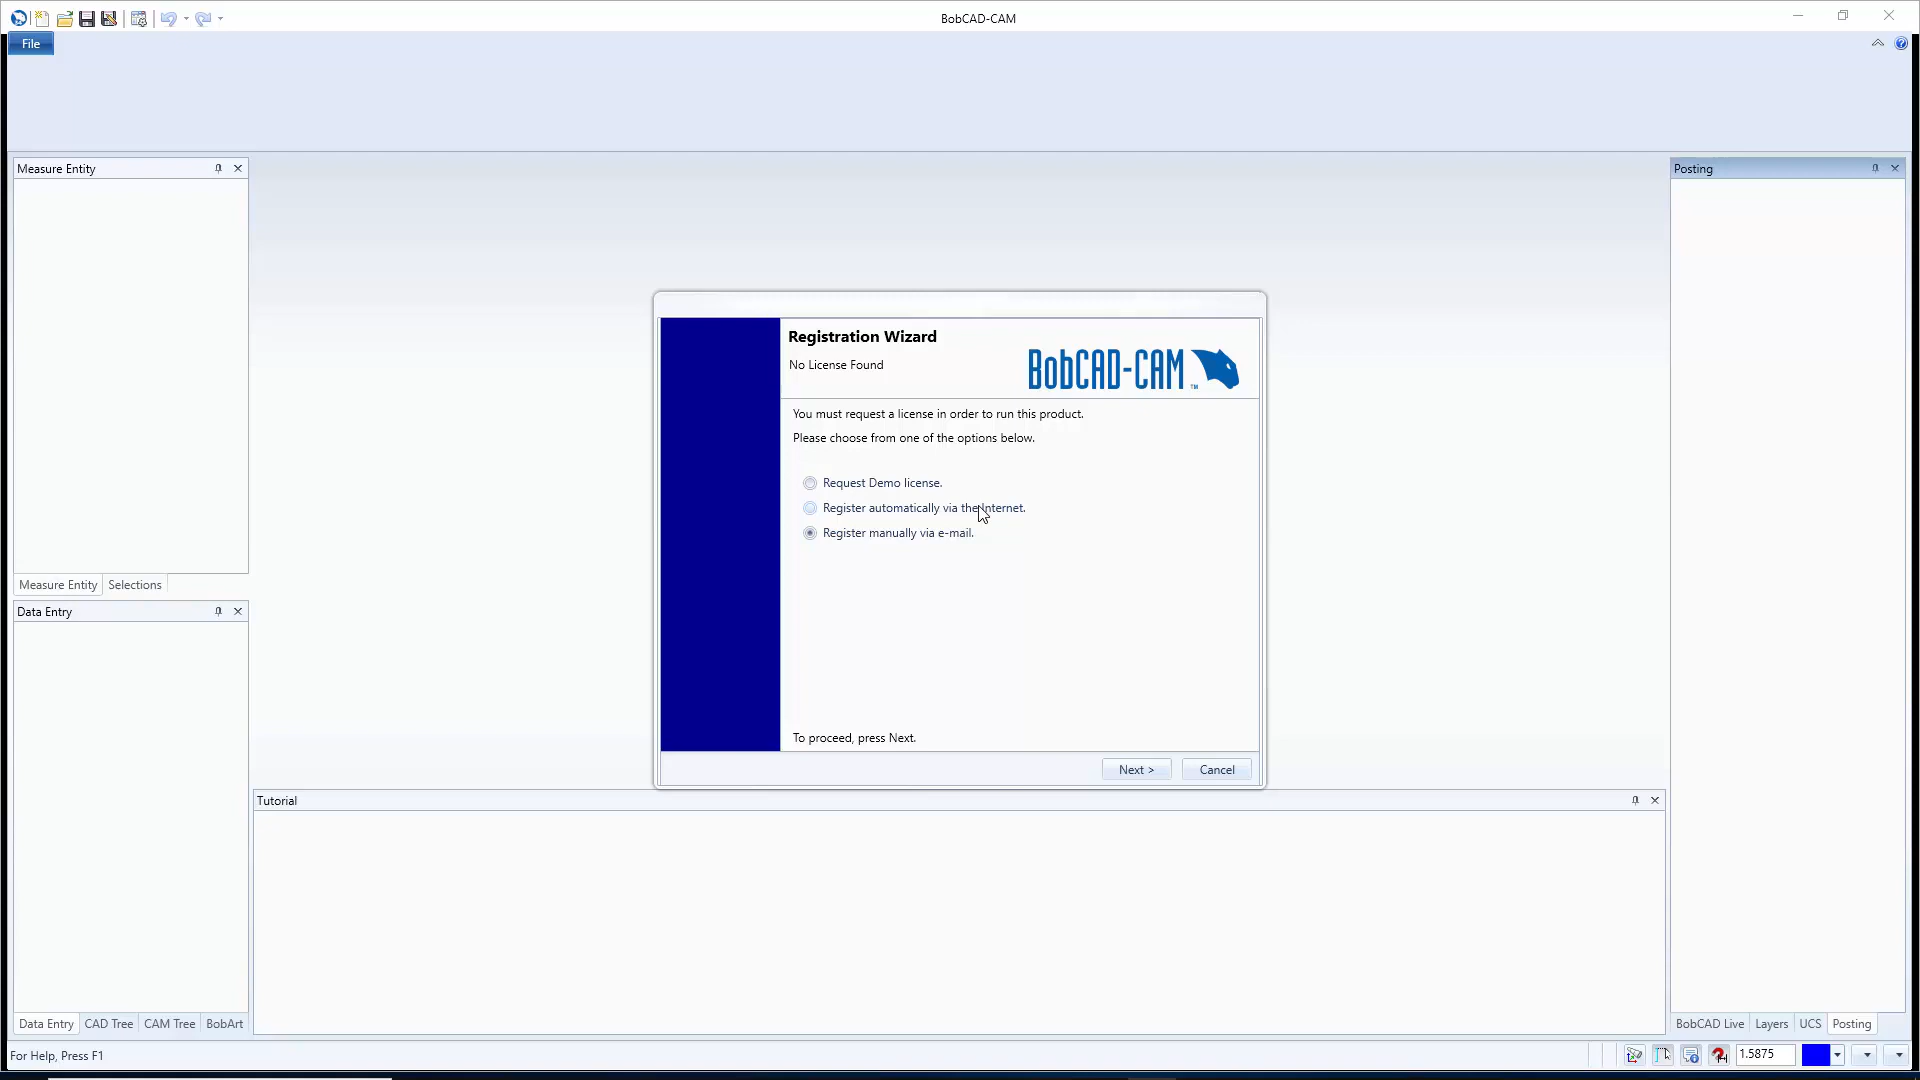 BobCAD-CAM
File
Measure Entity
Posting
Registration Wizard
No License Found
BobCAD-CAM ™
You must request a license in order to run this product.
Please choose from one of the options below.
Request Demo license.
Register automatically via the Internet.
Register manually via e-mail.
To proceed, press Next.
Next >
Cancel
Measure Entity
Selections
Data Entry
Tutorial
Data Entry
CAD Tree
CAM Tree
BobArt
BobCAD Live
Layers
UCS
Posting
For Help, Press F1
1.5875